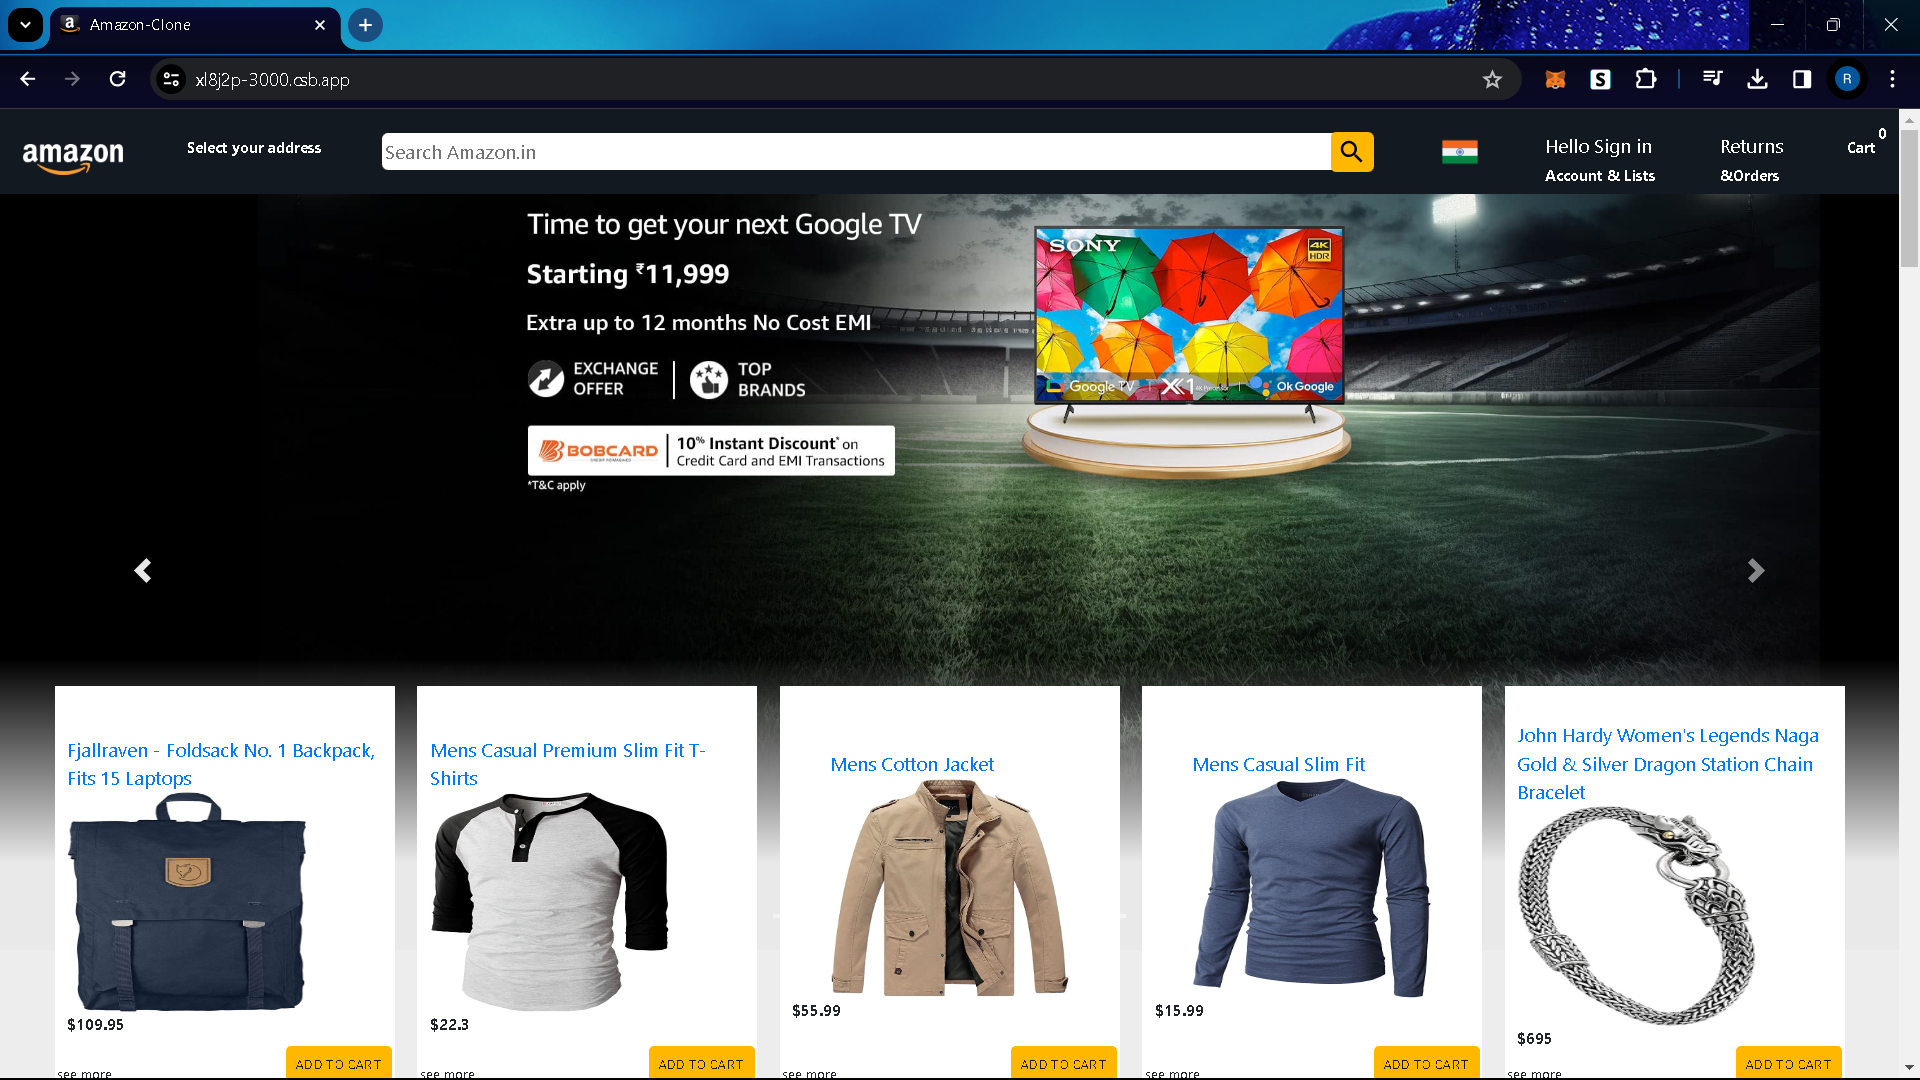 Amazon-Clone
xl8j2p-3000.csb.app
S
R
amazon
Select your address
Search Amazon.in
Hello Sign in
Account & Lists
Returns
&Orders
Cart
0
Time to get your next Google TV
Starting ₹11,999
Extra up to 12 months No Cost EMI
EXCHANGE
OFFER
TOP
BRANDS
BOBCARD
10% Instant Discount* on
Credit Card and EMI Transactions
*T&C apply
SONY
4K
HDR
Google TV
X1
Ok Google
Fjallraven - Foldsack No. 1 Backpack,
Fits 15 Laptops
$109.95
ADD TO CART
see more
Mens Casual Premium Slim Fit T-
Shirts
$22.3
ADD TO CART
see more
Mens Cotton Jacket
$55.99
ADD TO CART
see more
Mens Casual Slim Fit
$15.99
ADD TO CART
see more
John Hardy Women's Legends Naga
Gold & Silver Dragon Station Chain
Bracelet
$695
ADD TO CART
see more